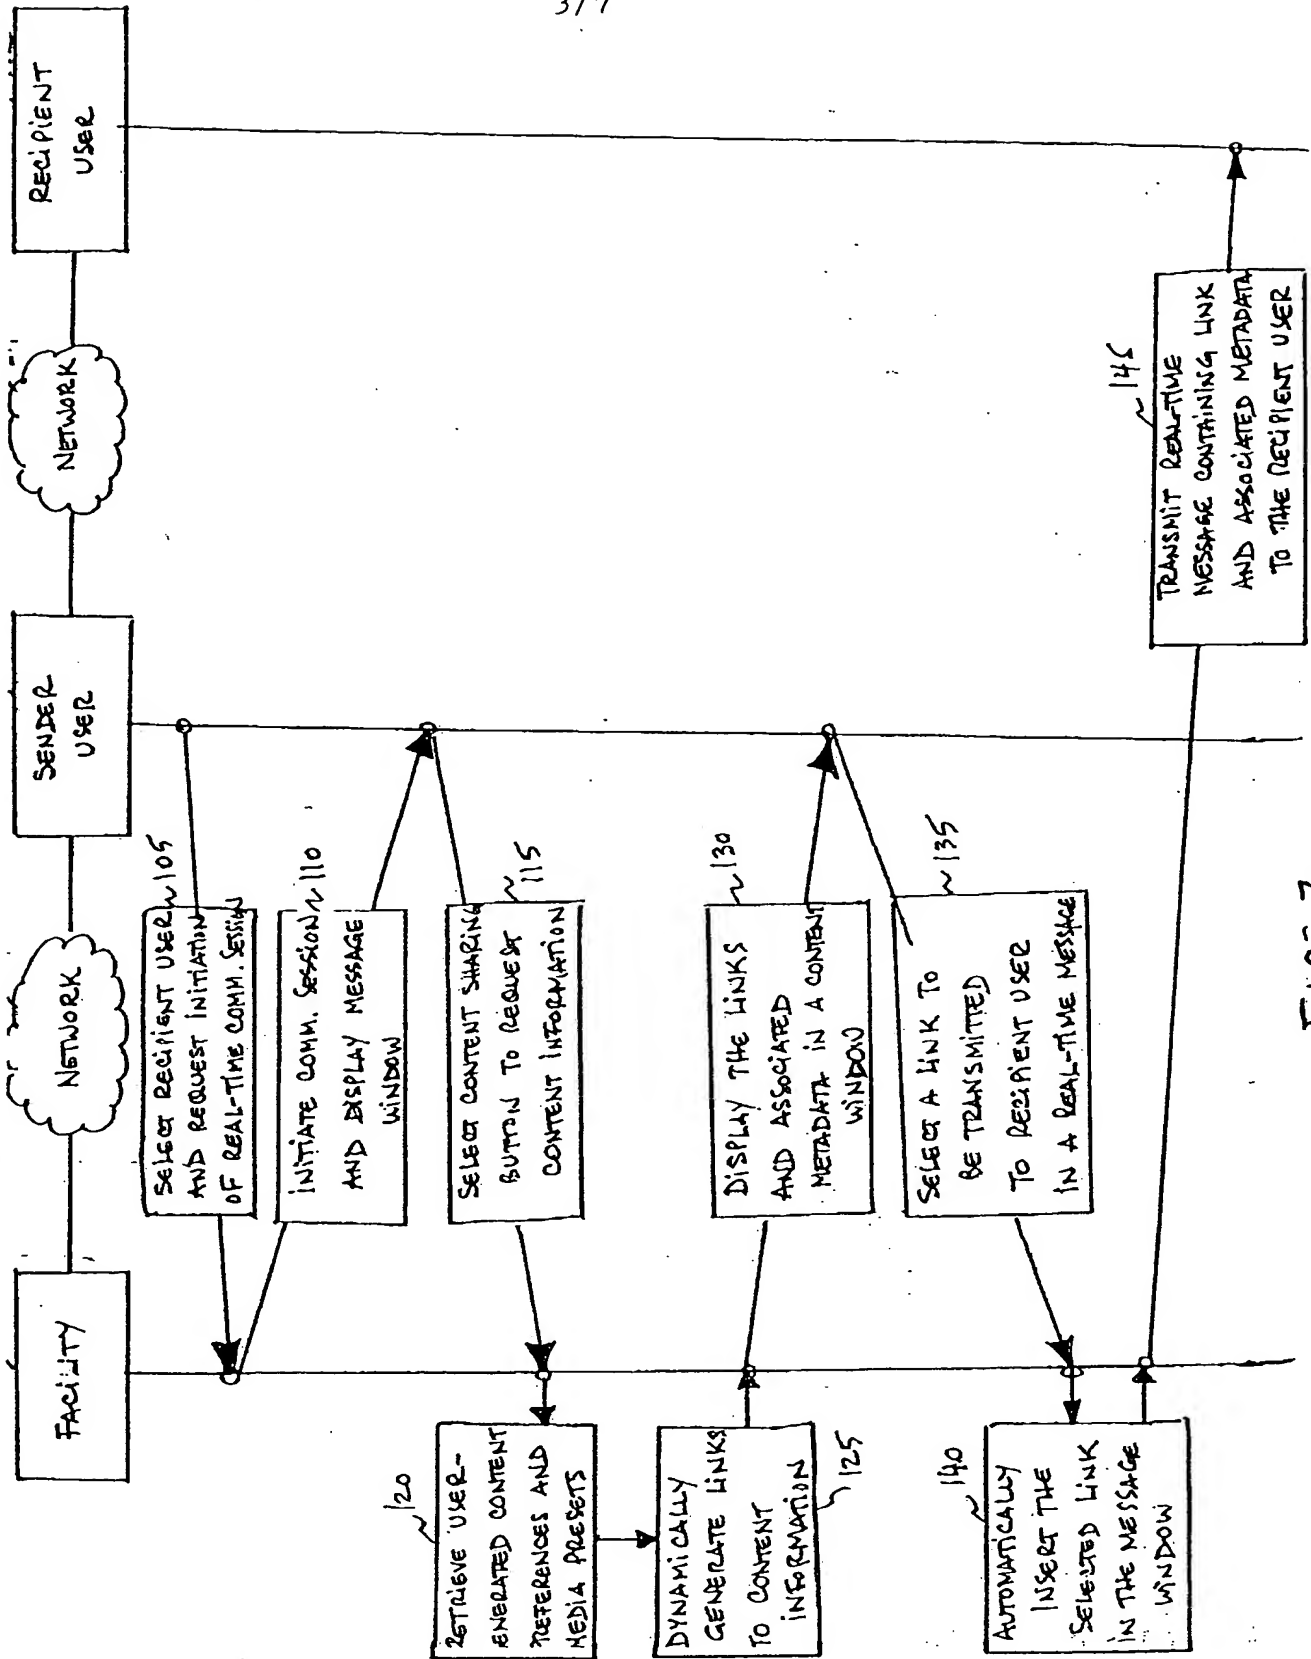 3/7
FACILITY
NETWORK
SENDER
USER
NETWORK
RECIPIENT
USER
SELECT RECIPIENT USER
AND REQUEST INITIATION
OF REAL-TIME COMM. SESSION
~105
INITIATE COMM. SESSION
AND DISPLAY MESSAGE
WINDOW
~110
SELECT CONTENT SHARING
BUTTON TO REQUEST
CONTENT INFORMATION
~115
RETRIEVE USER-
ENERATED CONTENT
REFERENCES AND
MEDIA PRESETS
~120
DYNAMICALLY
GENERATE LINKS
TO CONTENT
INFORMATION
~125
DISPLAY THE LINKS
AND ASSOCIATED
METADATA IN A CONTENT
WINDOW
~130
SELECT A LINK TO
BE TRANSMITTED
TO RECIPIENT USER
IN A REAL-TIME MESSAGE
~135
AUTOMATICALLY
INSERT THE
SELECTED LINK
IN THE MESSAGE
WINDOW
~140
TRANSMIT REAL-TIME
MESSAGE CONTAINING LINK
AND ASSOCIATED METADATA
TO THE RECIPIENT USER
~145